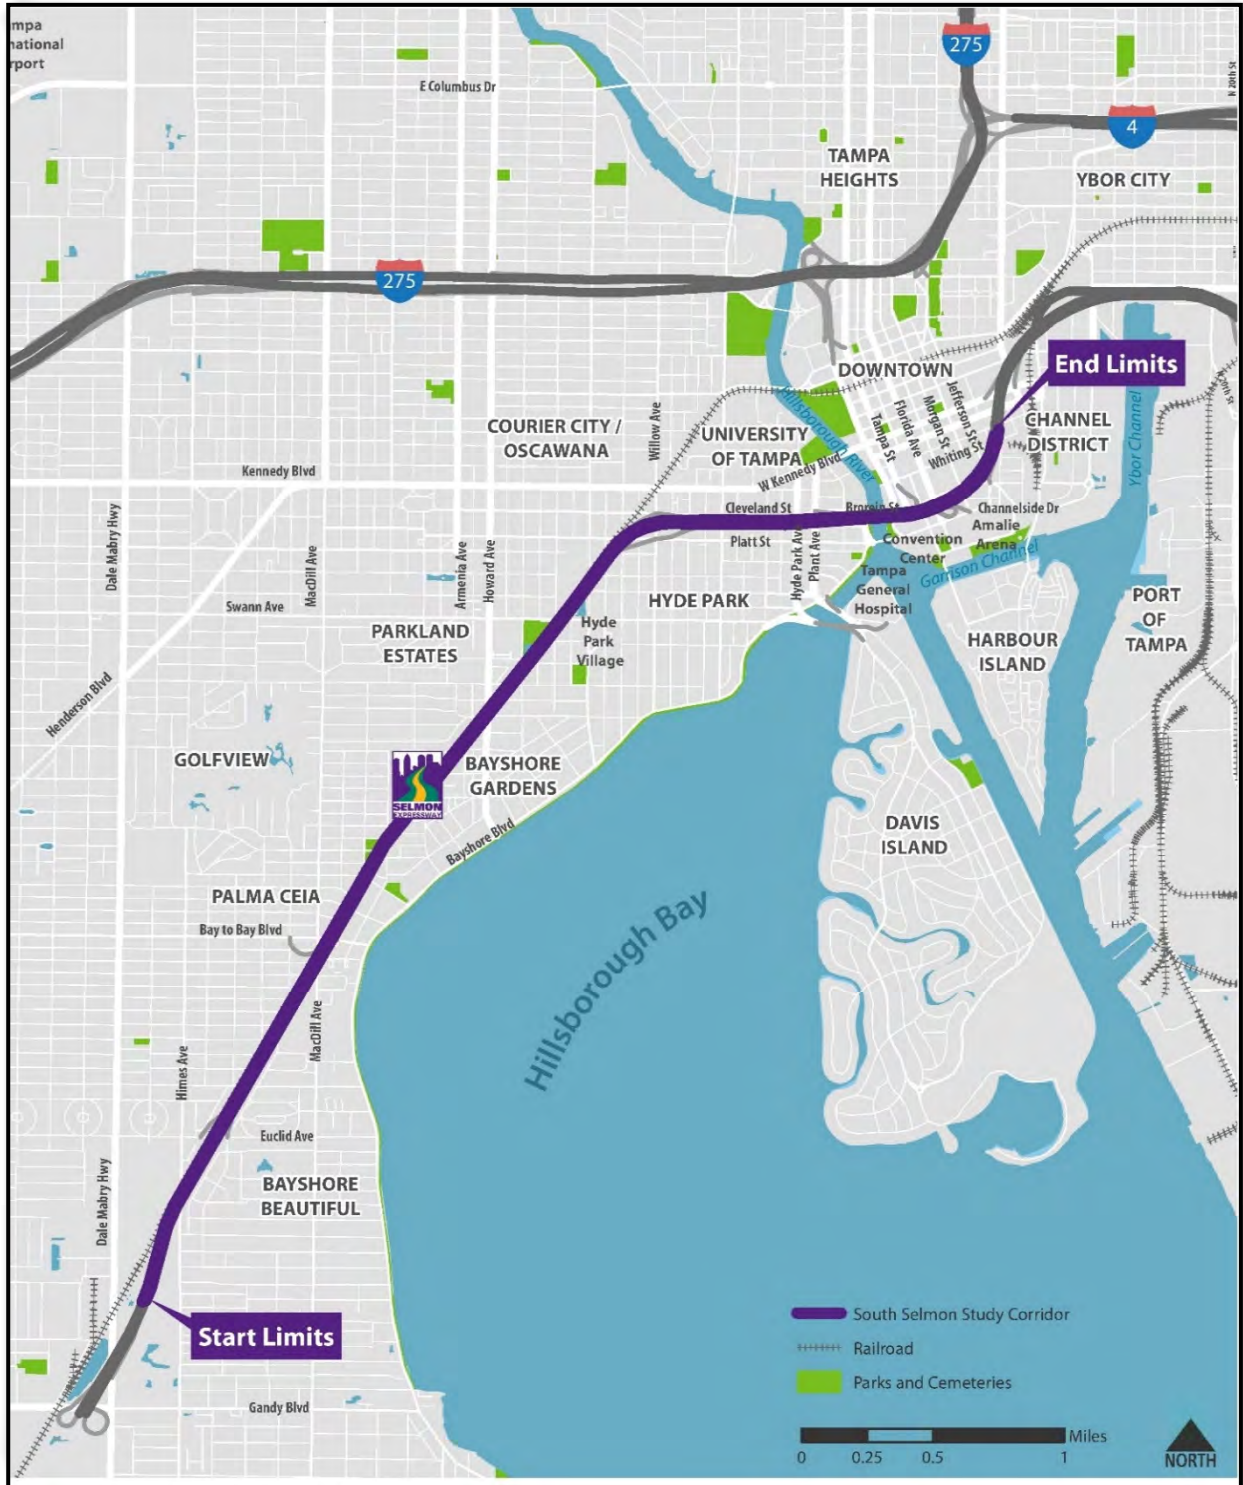 mpa
national
rport
275
N 20th St
E Columbus Dr
4
TAMPA
HEIGHTS
YBOR CITY
275
DOWNTOWN
End Limits
N 20th St
Jefferson St
Morgan St
Florida Ave
Tampa St
Whiting St
Hillsborough River
Willow Ave
COURIER CITY /
OSCAWANA
UNIVERSITY
OF TAMPA
CHANNEL
DISTRICT
Ybor Channel
Kennedy Blvd
W Kennedy Blvd
Cleveland St
Brorein St
Channelside Dr
Platt St
Convention
Center
Amalie
Arena
Garrison Channel
Dale Mabry Hwy
MacDill Ave
Armenia Ave
Howard Ave
Hyde Park Ave
Plant Ave
Tampa
General
Hospital
Swann Ave
HYDE PARK
PORT
OF
TAMPA
PARKLAND
ESTATES
Hyde
Park
Village
HARBOUR
ISLAND
Henderson Blvd
GOLFVIEW
BAYSHORE
GARDENS
SELMON
EXPRESSWAY
Bayshore Blvd
DAVIS
ISLAND
PALMA CEIA
Bay to Bay Blvd
Hillsborough Bay
MacDill Ave
Himes Ave
Euclid Ave
BAYSHORE
BEAUTIFUL
Dale Mabry Hwy
Start Limits
South Selmon Study Corridor
Railroad
Parks and Cemeteries
Gandy Blvd
Miles
0 0.25 0.5 1
NORTH